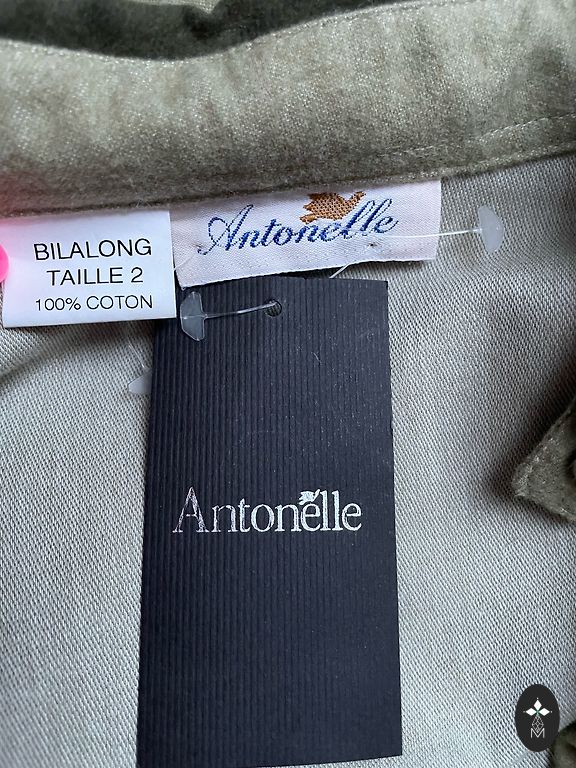 Antonelle
BILALONG
TAILLE 2
100% COTON
Antonelle
M